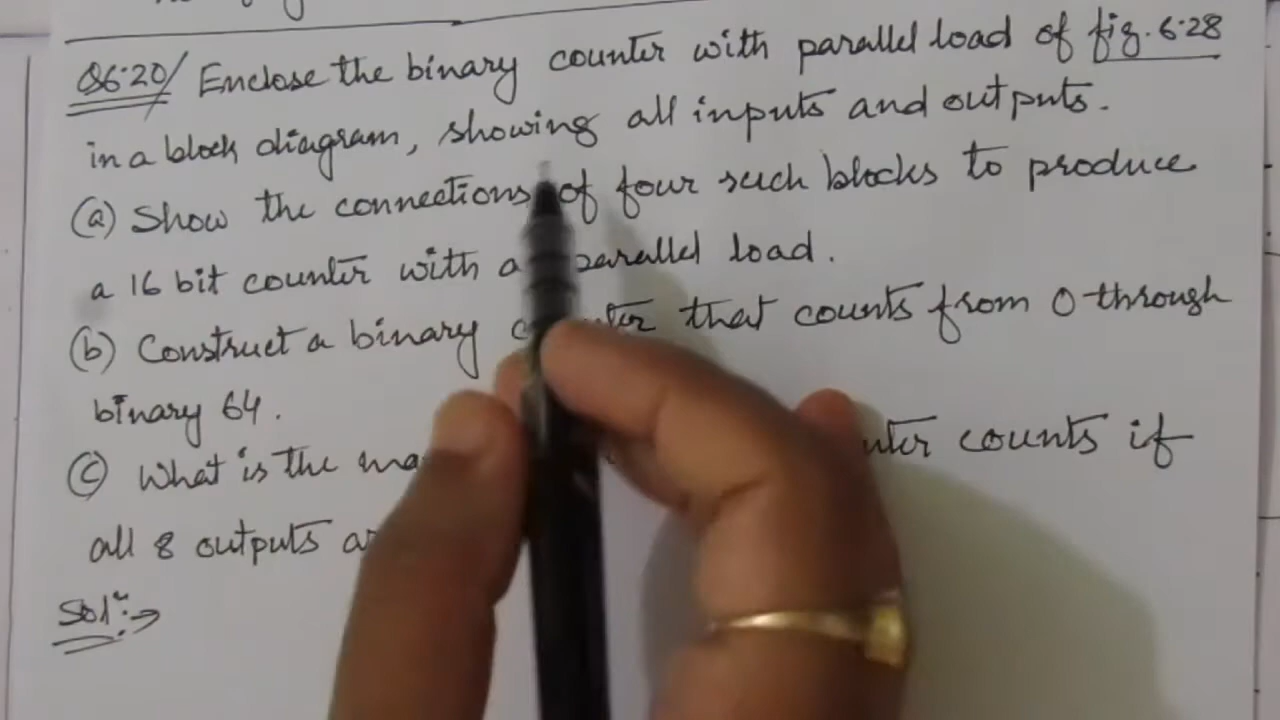 Q6.20/ Enclose the binary counter with parallel load of fig. 6.28
in a block diagram, showing all inputs and outputs.
(a) Show the connections of four such blocks to produce
a 16 bit counter with a parallel load.
(b) Construct a binary that counts from 0 through
binary 64.
(c) What is the counts if
all 8 outputs
Solⁿ:→